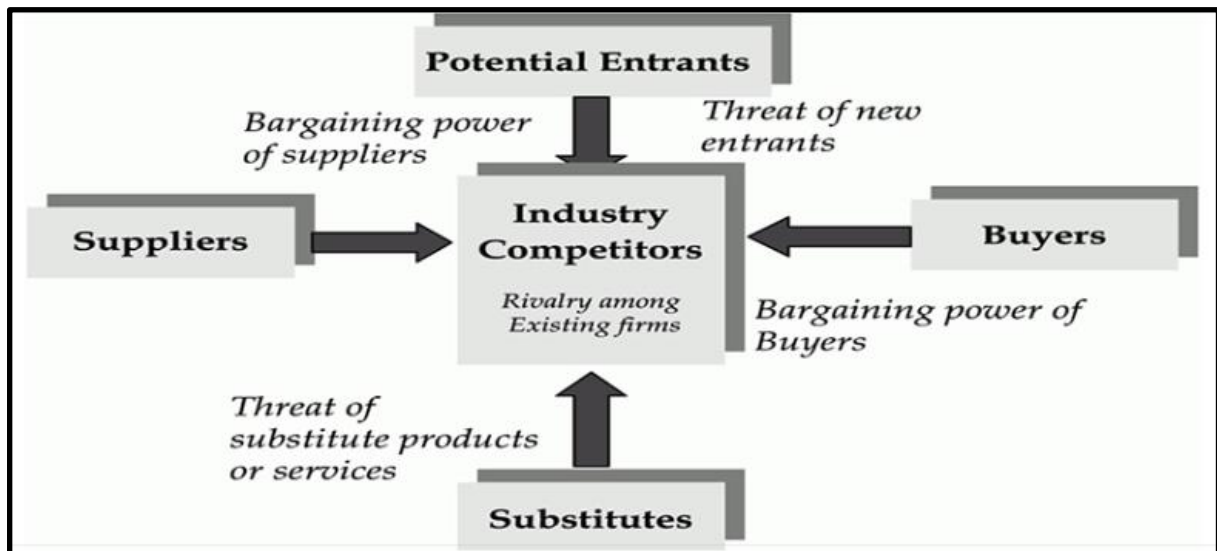 Potential Entrants
Bargaining power
of suppliers
Threat of new
entrants
Suppliers
Industry
Competitors
Rivalry among
Existing firms
Buyers
Bargaining power of
Buyers
Threat of
substitute products
or services
Substitutes